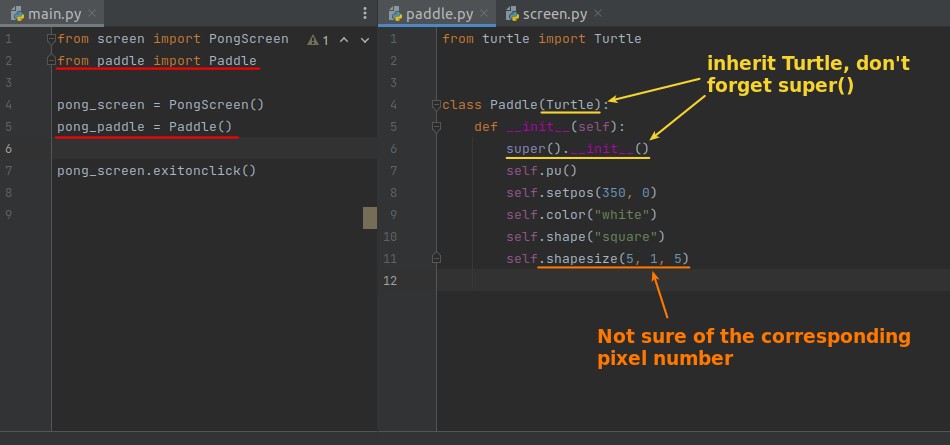 main.py
paddle.py
screen.py
1 from screen import PongScreen
1
2 from paddle import Paddle
3
4 pong_screen = PongScreen()
5 pong_paddle = Paddle()
6
7 pong_screen.exitonclick()
8
9
1 from turtle import Turtle
2
3
4 class Paddle(Turtle):
5 def __init__(self):
6 super().__init__()
7 self.pu()
8 self.setpos(350, 0)
9 self.color("white")
10 self.shape("square")
11 self.shapesize(5, 1, 5)
12
inherit Turtle, don't
forget super()
Not sure of the corresponding
pixel number